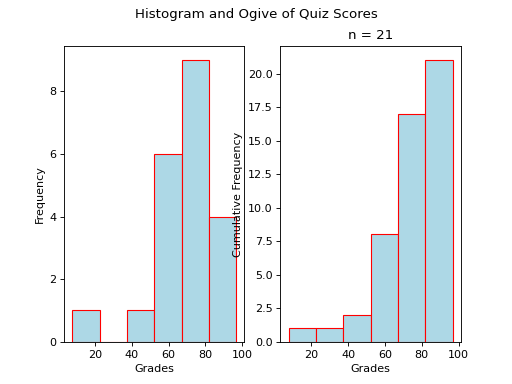 Histogram and Ogive of Quiz Scores
n = 21
8
6
4
2
0
Frequency
20 40 60 80 100
Grades
20.0
17.5
15.0
12.5
10.0
7.5
5.0
2.5
0.0
Cumulative Frequency
20 40 60 80 100
Grades